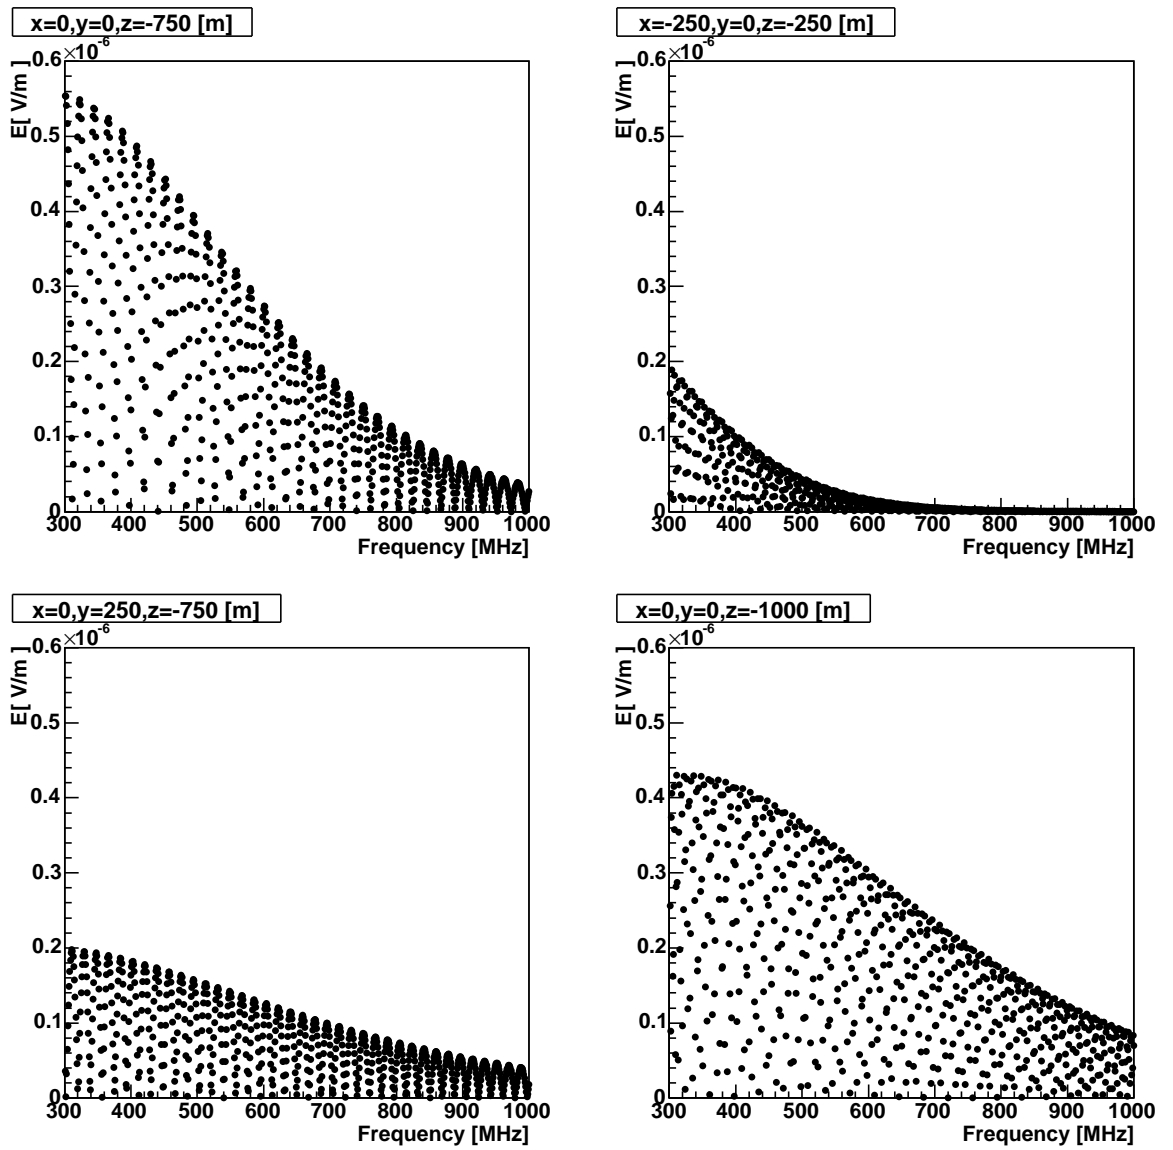 x=0,y=0,z=-750 [m]
×10-6
E[ V/m ]
0.6
0.5
0.4
0.3
0.2
0.1
0
300 400 500 600 700 800 900 1000
Frequency [MHz]
x=-250,y=0,z=-250 [m]
×10-6
E[ V/m ]
0.6
0.5
0.4
0.3
0.2
0.1
0
300 400 500 600 700 800 900 1000
Frequency [MHz]
x=0,y=250,z=-750 [m]
×10-6
E[ V/m ]
0.6
0.5
0.4
0.3
0.2
0.1
0
300 400 500 600 700 800 900 1000
Frequency [MHz]
x=0,y=0,z=-1000 [m]
×10-6
E[ V/m ]
0.6
0.5
0.4
0.3
0.2
0.1
0
300 400 500 600 700 800 900 1000
Frequency [MHz]